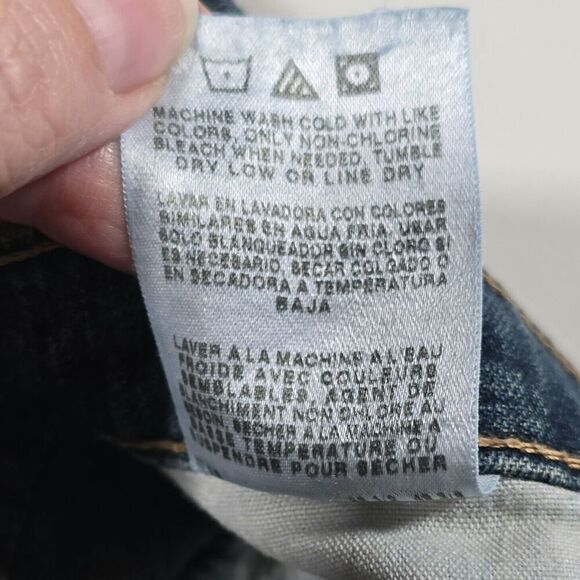 MACHINE WASH COLD WITH LIKE
COLORS, ONLY NON-CHLORINE
BLEACH WHEN NEEDED, TUMBLE
DRY LOW OR LINE DRY
LAVAR EN LAVADORA CON COLORES
SIMILARES EN AGUA FRIA, USAR
SOLO BLANQUEADOR SIN CLORO SI
ES NECESARIO, SECAR COLGADO O
EN SECADORA A TEMPERATURA
BAJA
LAVER A LA MACHINE A L'EAU
FROIDE AVEC COULEURS
SEMBLABLES, AGENT DE
BLANCHIMENT NON CHLORE AU
BESOIN, SECHER A LA MACHINE A
BASSE TEMPERATURE OU
SUSPENDRE POUR SECHER